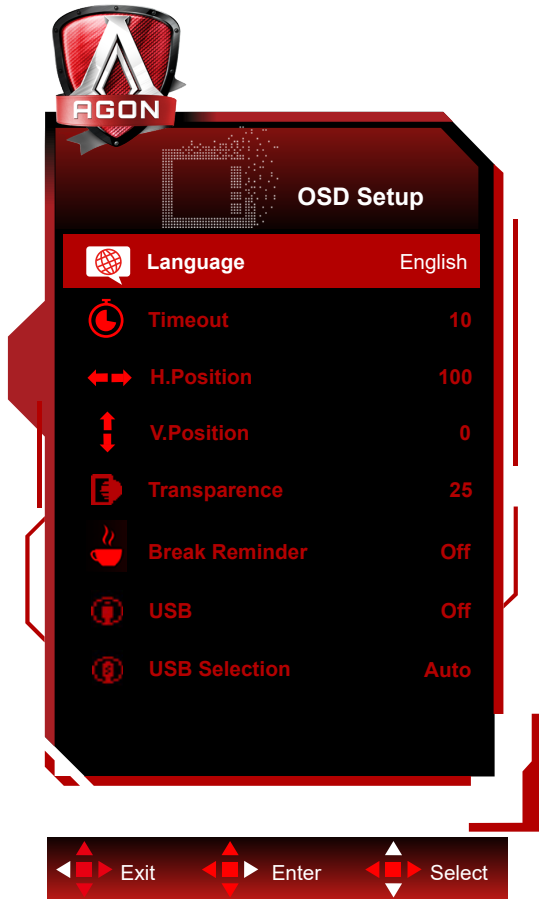 AGON
OSD Setup
Language English
Timeout 10
H.Position 100
V.Position 0
Transparence 25
Break Reminder Off
USB Off
USB Selection Auto
Exit Enter Select